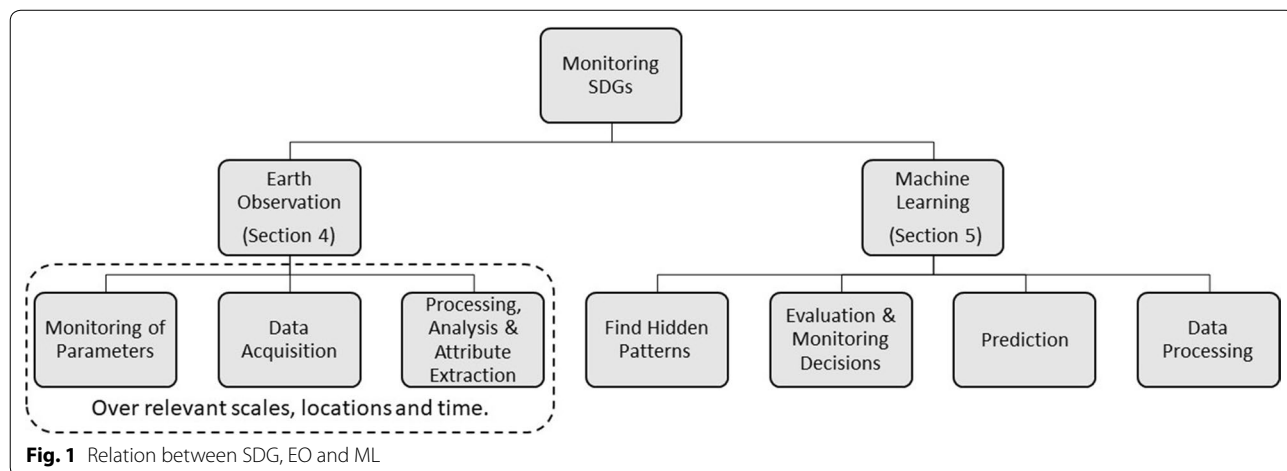 Monitoring
SDGs
Earth
Observation
(Section 4)
Machine
Learning
(Section 5)
Monitoring of
Parameters
Data
Acquisition
Processing,
Analysis &
Attribute
Extraction
Find Hidden
Patterns
Evaluation &
Monitoring
Decisions
Prediction
Data
Processing
Over relevant scales, locations and time.
Fig. 1 Relation between SDG, EO and ML